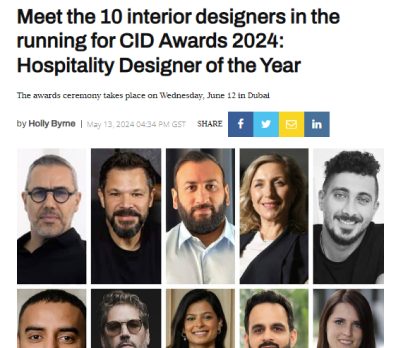 Meet the 10 interior designers in the
running for CID Awards 2024:
Hospitality Designer of the Year
The awards ceremony takes place on Wednesday, June 12 in Dubai
by Holly Byrne | May 13, 2024 04:34 PM GST SHARE